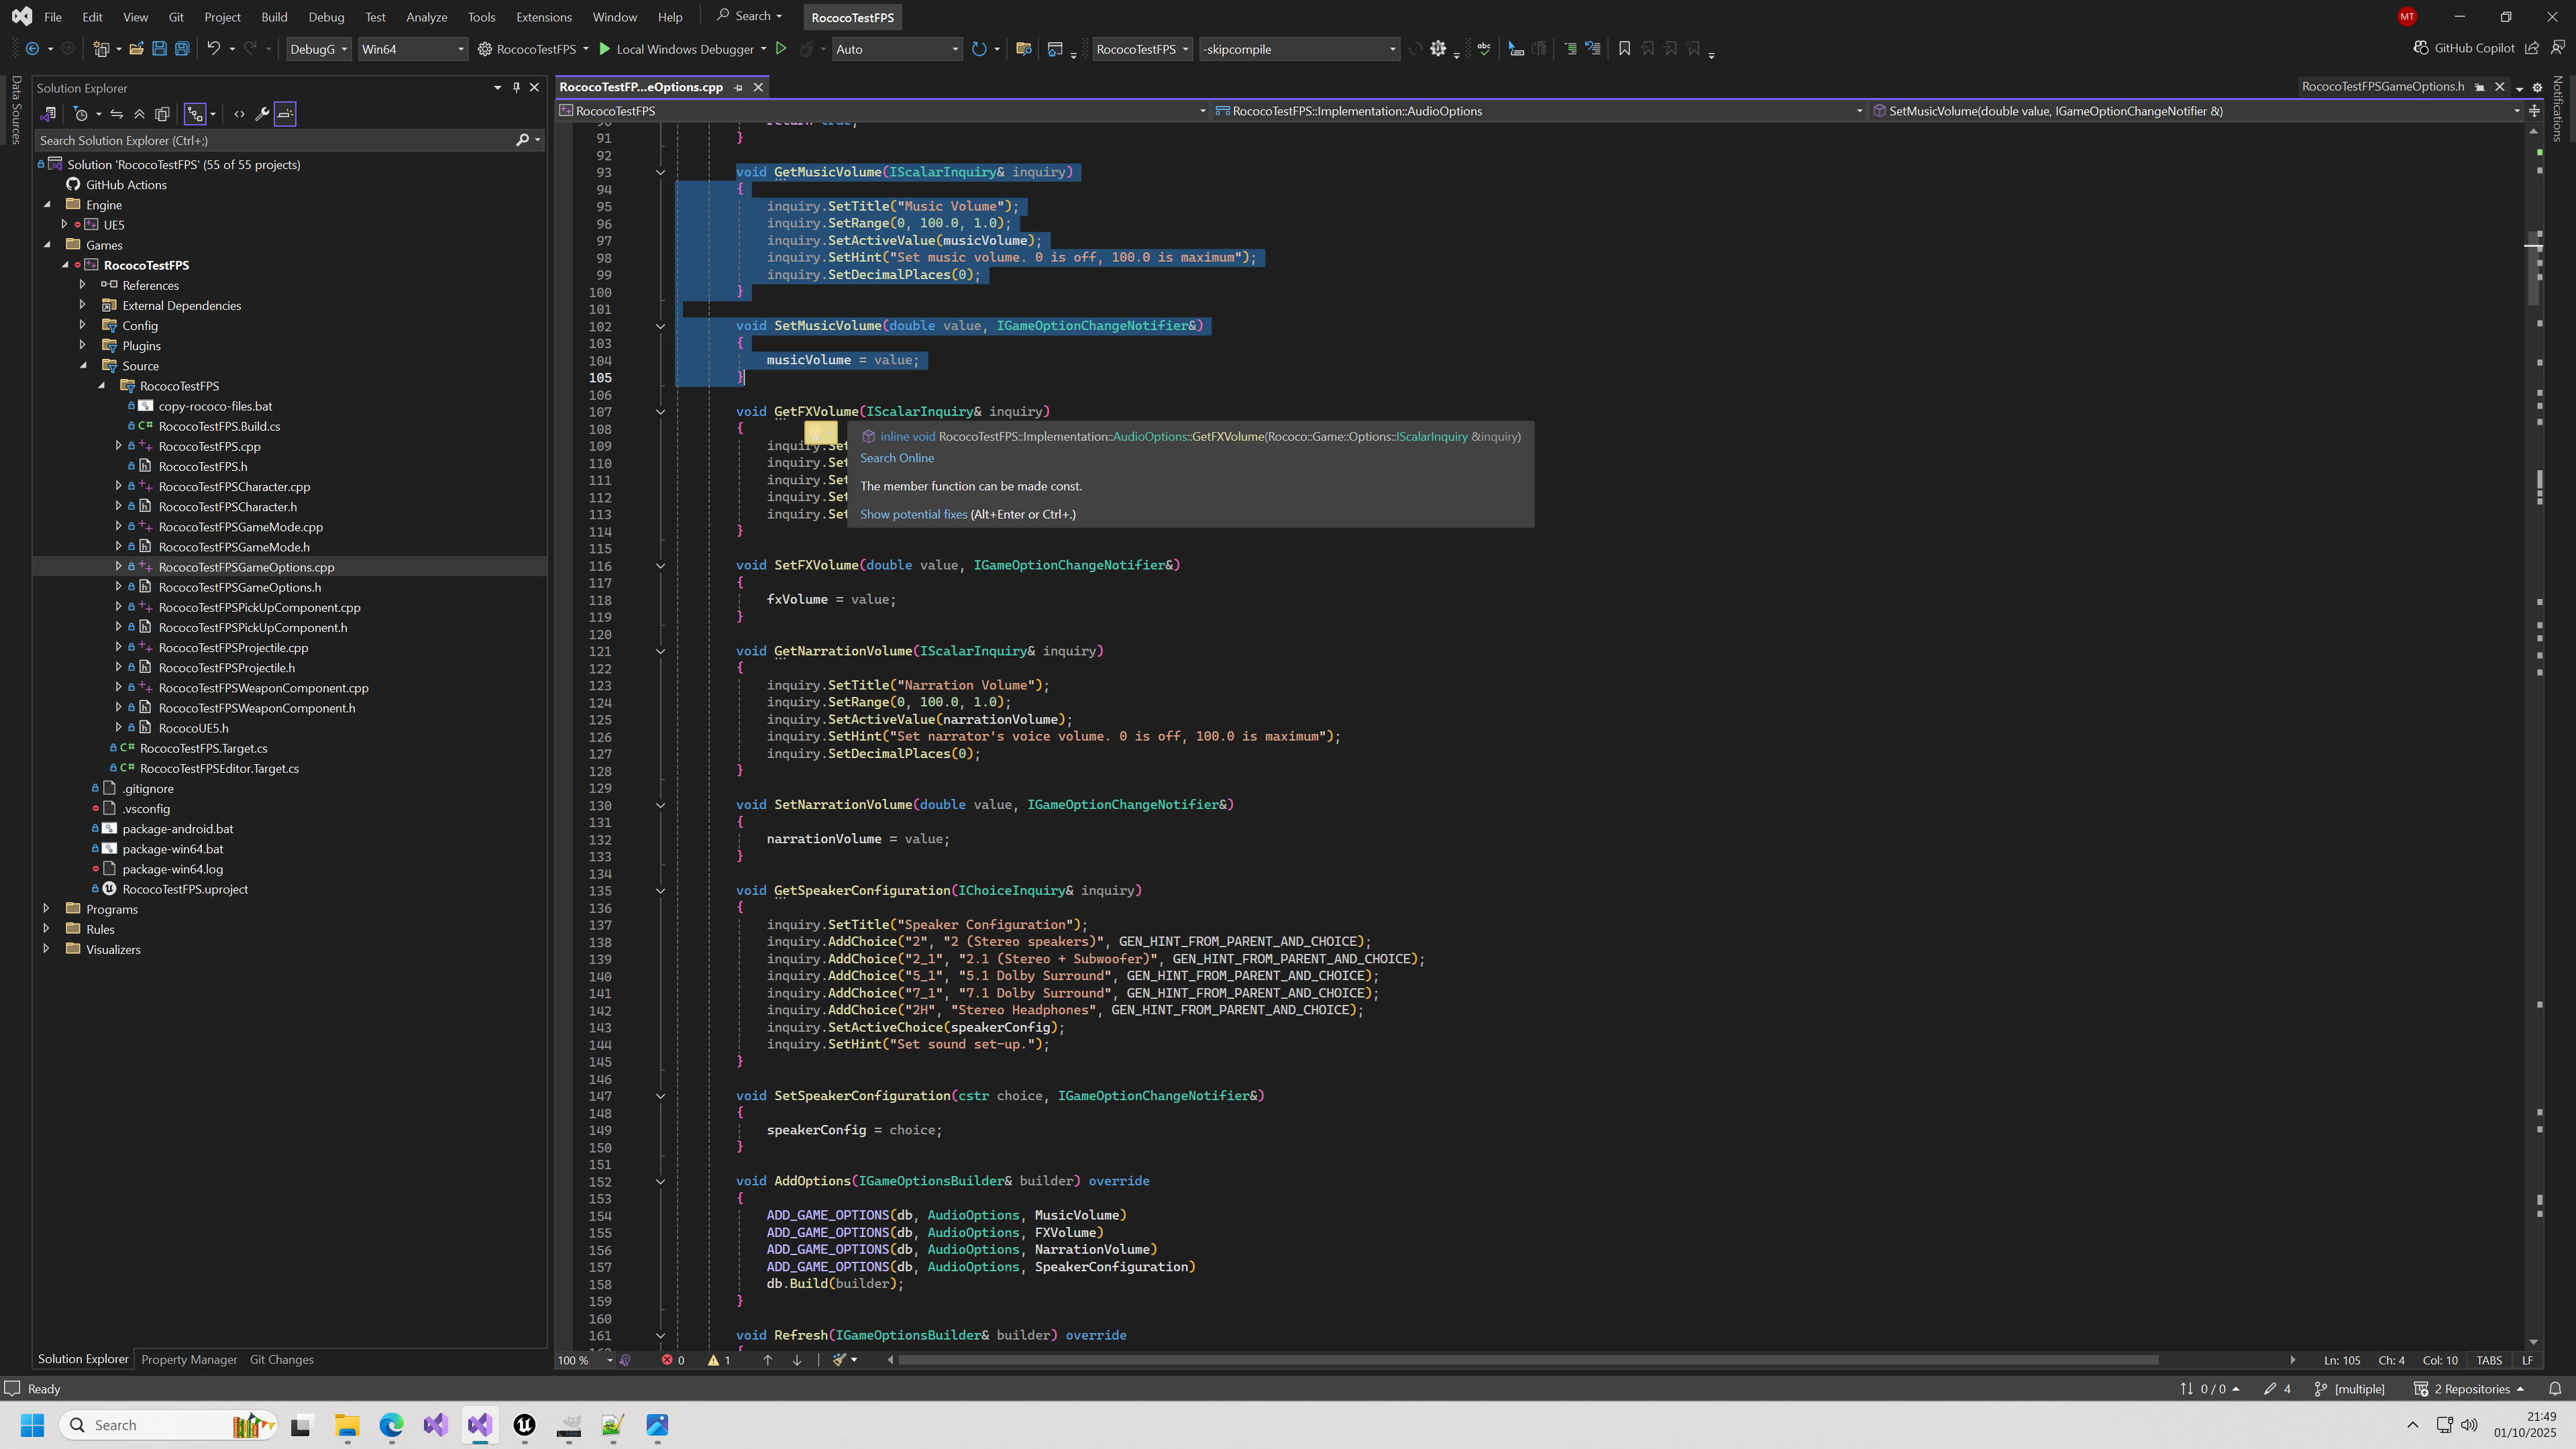 File Edit View Git Project Build Debug Test Analyze Tools Extensions Window Help Search RococoTestFPS MT
DebugG Win64 RococoTestFPS Local Windows Debugger Auto RococoTestFPS -skipcompile GitHub Copilot
Data Sources
Notifications
Solution Explorer
Search Solution Explorer (Ctrl+;)
Solution 'RococoTestFPS' (55 of 55 projects)
GitHub Actions
Engine
UE5
Games
RococoTestFPS
References
External Dependencies
Config
Plugins
Source
RococoTestFPS
copy-rococo-files.bat
RococoTestFPS.Build.cs
RococoTestFPS.cpp
RococoTestFPS.h
RococoTestFPSCharacter.cpp
RococoTestFPSCharacter.h
RococoTestFPSGameMode.cpp
RococoTestFPSGameMode.h
RococoTestFPSGameOptions.cpp
RococoTestFPSGameOptions.h
RococoTestFPSPickUpComponent.cpp
RococoTestFPSPickUpComponent.h
RococoTestFPSProjectile.cpp
RococoTestFPSProjectile.h
RococoTestFPSWeaponComponent.cpp
RococoTestFPSWeaponComponent.h
RococoUE5.h
RococoTestFPS.Target.cs
RococoTestFPSEditor.Target.cs
.gitignore
.vsconfig
package-android.bat
package-win64.bat
package-win64.log
RococoTestFPS.uproject
Programs
Rules
Visualizers
Solution Explorer Property Manager Git Changes
RococoTestFP...eOptions.cpp RococoTestFPSGameOptions.h
RococoTestFPS RococoTestFPS::Implementation::AudioOptions SetMusicVolume(double value, IGameOptionChangeNotifier &)
91 }
92
93 void GetMusicVolume(IScalarInquiry& inquiry)
94 {
95 inquiry.SetTitle("Music Volume");
96 inquiry.SetRange(0, 100.0, 1.0);
97 inquiry.SetActiveValue(musicVolume);
98 inquiry.SetHint("Set music volume. 0 is off, 100.0 is maximum");
99 inquiry.SetDecimalPlaces(0);
100 }
101
102 void SetMusicVolume(double value, IGameOptionChangeNotifier&)
103 {
104 musicVolume = value;
105 }
106
107 void GetFXVolume(IScalarInquiry& inquiry)
108 {
109 inquiry.Set
110 inquiry.Set
111 inquiry.Set
112 inquiry.Set
113 inquiry.Set
114 }
inline void RococoTestFPS::Implementation::AudioOptions::GetFXVolume(Rococo::Game::Options::IScalarInquiry &inquiry)
Search Online
The member function can be made const.
Show potential fixes (Alt+Enter or Ctrl+.)
115
116 void SetFXVolume(double value, IGameOptionChangeNotifier&)
117 {
118 fxVolume = value;
119 }
120
121 void GetNarrationVolume(IScalarInquiry& inquiry)
122 {
123 inquiry.SetTitle("Narration Volume");
124 inquiry.SetRange(0, 100.0, 1.0);
125 inquiry.SetActiveValue(narrationVolume);
126 inquiry.SetHint("Set narrator's voice volume. 0 is off, 100.0 is maximum");
127 inquiry.SetDecimalPlaces(0);
128 }
129
130 void SetNarrationVolume(double value, IGameOptionChangeNotifier&)
131 {
132 narrationVolume = value;
133 }
134
135 void GetSpeakerConfiguration(IChoiceInquiry& inquiry)
136 {
137 inquiry.SetTitle("Speaker Configuration");
138 inquiry.AddChoice("2", "2 (Stereo speakers)", GEN_HINT_FROM_PARENT_AND_CHOICE);
139 inquiry.AddChoice("2_1", "2.1 (Stereo + Subwoofer)", GEN_HINT_FROM_PARENT_AND_CHOICE);
140 inquiry.AddChoice("5_1", "5.1 Dolby Surround", GEN_HINT_FROM_PARENT_AND_CHOICE);
141 inquiry.AddChoice("7_1", "7.1 Dolby Surround", GEN_HINT_FROM_PARENT_AND_CHOICE);
142 inquiry.AddChoice("2H", "Stereo Headphones", GEN_HINT_FROM_PARENT_AND_CHOICE);
143 inquiry.SetActiveChoice(speakerConfig);
144 inquiry.SetHint("Set sound set-up.");
145 }
146
147 void SetSpeakerConfiguration(cstr choice, IGameOptionChangeNotifier&)
148 {
149 speakerConfig = choice;
150 }
151
152 void AddOptions(IGameOptionsBuilder& builder) override
153 {
154 ADD_GAME_OPTIONS(db, AudioOptions, MusicVolume)
155 ADD_GAME_OPTIONS(db, AudioOptions, FXVolume)
156 ADD_GAME_OPTIONS(db, AudioOptions, NarrationVolume)
157 ADD_GAME_OPTIONS(db, AudioOptions, SpeakerConfiguration)
158 db.Build(builder);
159 }
160
161 void Refresh(IGameOptionsBuilder& builder) override
100 % 0 1 Ln: 105 Ch: 4 Col: 10 TABS LF
Ready 0 / 0 4 [multiple] 2 Repositories
Search 21:49
01/10/2025